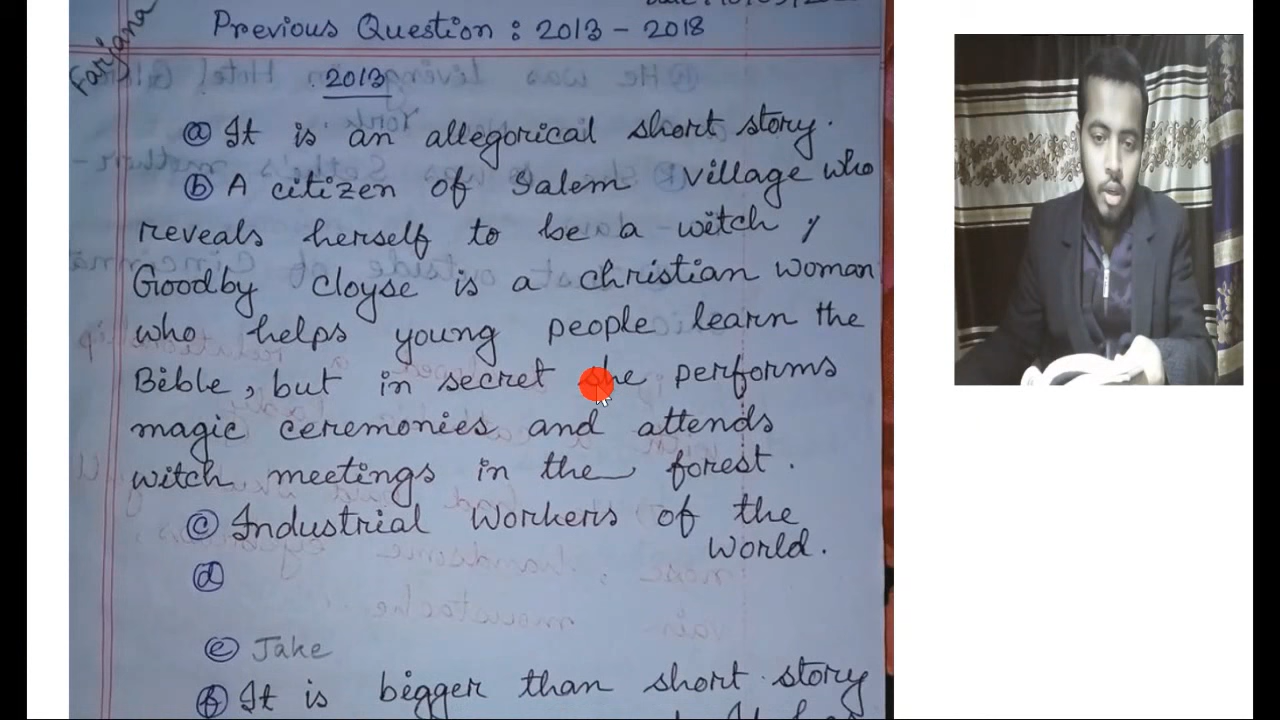 Farjana
Previous Question : 2013 - 2018
2013
ⓐ It is an allegorical short story.
ⓑ A citizen of Salem village who
reveals herself to be a witch,
Goodby Cloyse is a christian woman
who helps young people learn the
Bible, but in secret she performs
magic ceremonies and attends
witch meetings in the forest.
ⓒ Industrial Workers of the
World.
ⓓ
ⓔ Jake
ⓕ It is bigger than short story